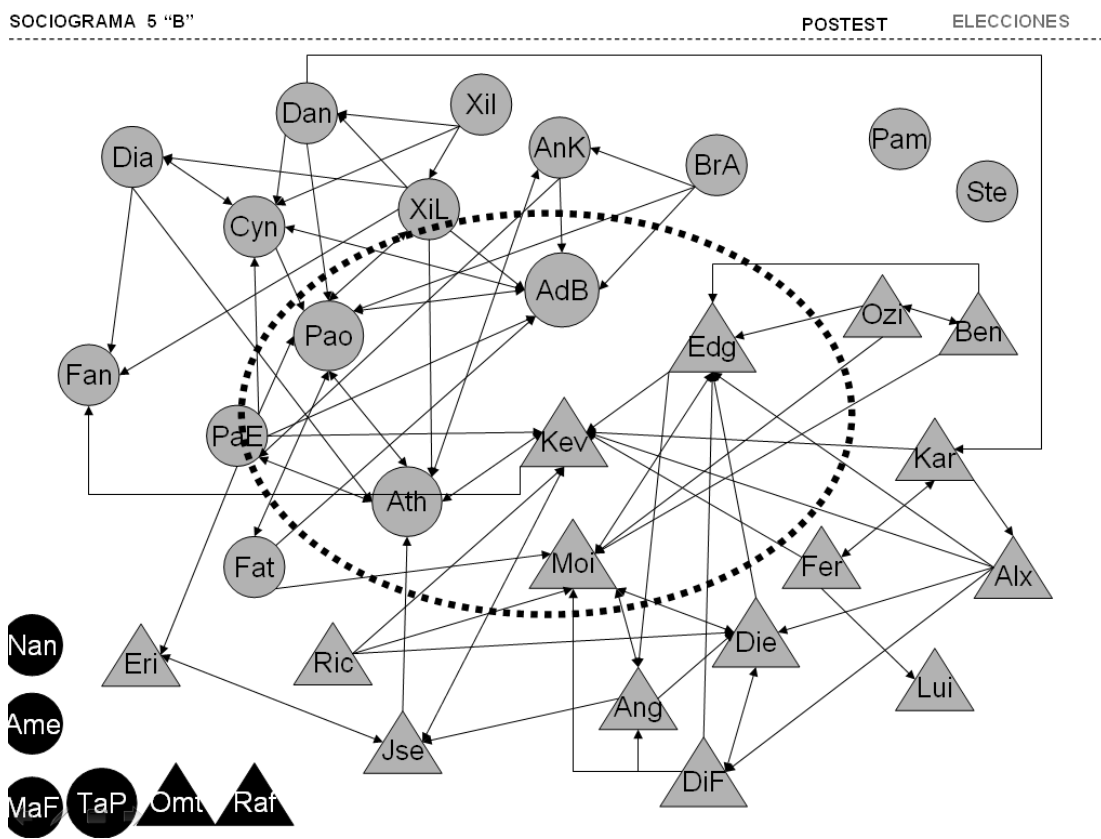 SOCIOGRAMA 5 “B”
POSTEST
ELECCIONES
Dan
Xil
Dia
AnK
BrA
Pam
Ste
Cyn
XiL
AdB
Pao
Edg
Ozi
Ben
Fan
PaE
Kev
Kar
Ath
Fat
Moi
Fer
Alx
Nan
Eri
Ric
Die
Lui
Ame
Jse
Ang
DiF
MaF
TaP
Omt
Raf